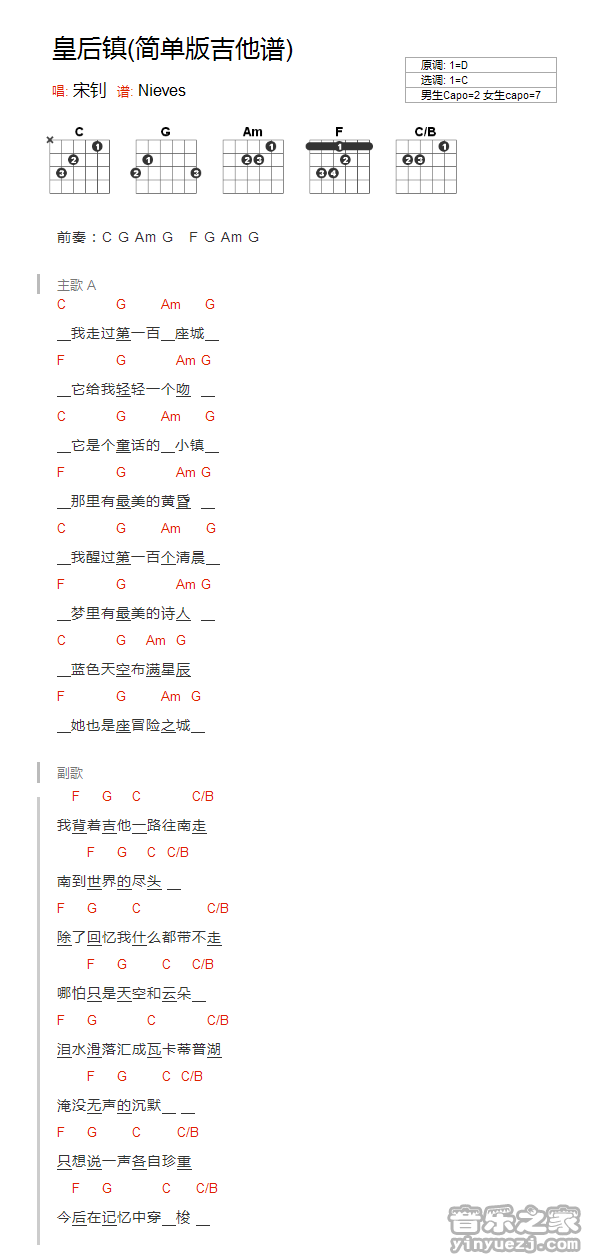 皇后镇(简单版吉他谱)
唱: 宋钊 谱: Nieves
原调: 1=D
选调: 1=C
男生Capo=2 女生capo=7
C G Am F C/B
前奏：C G Am G F G Am G
主歌 A
C G Am G
__我走过第一百__座城__
F G Am G
__它给我轻轻一个吻 __
C G Am G
__它是个童话的__小镇__
F G Am G
__那里有最美的黄昏 __
C G Am G
__我醒过第一百个清晨__
F G Am G
__梦里有最美的诗人 __
C G Am G
__蓝色天空布满星辰
F G Am G
__她也是座冒险之城__
副歌
F G C C/B
我背着吉他一路往南走
F G C C/B
南到世界的尽头 __
F G C C/B
除了回忆我什么都带不走
F G C C/B
哪怕只是天空和云朵__
F G C C/B
泪水滑落汇成瓦卡蒂普湖
F G C C/B
淹没无声的沉默__ __
F G C C/B
只想说一声各自珍重
F G C C/B
今后在记忆中穿__梭 __
音乐之家
yinyuezj.com